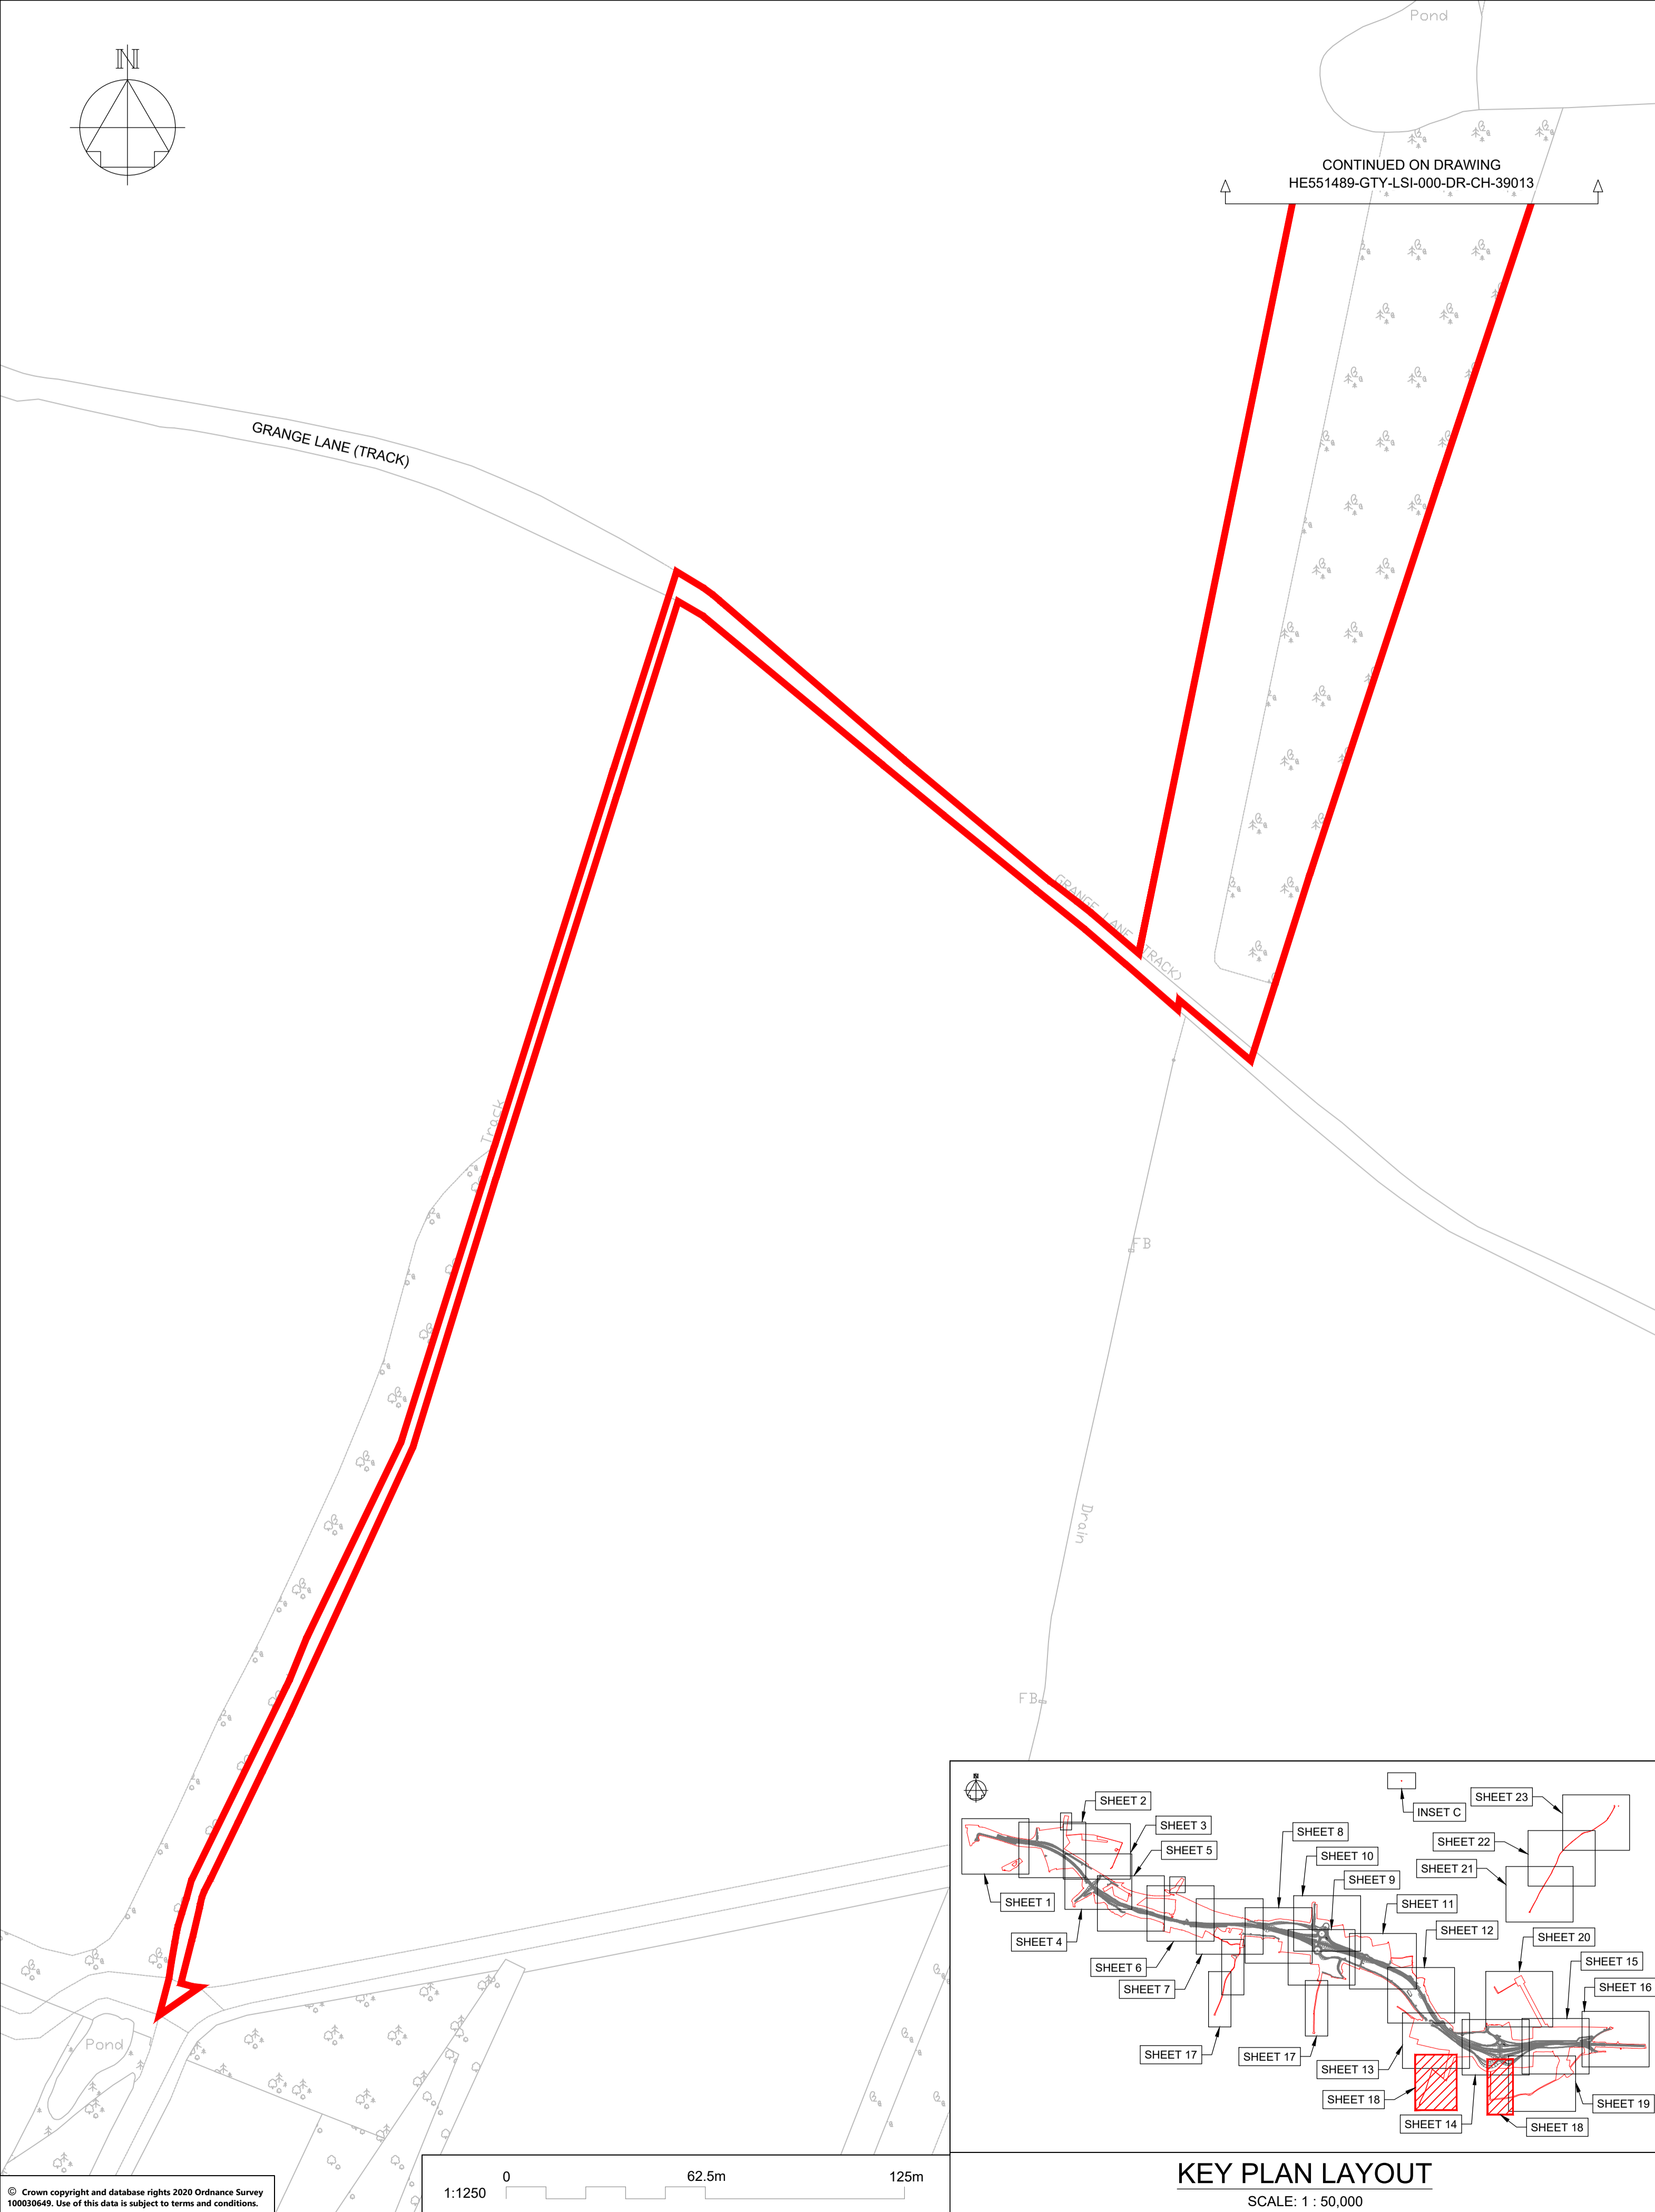 Pond
N
CONTINUED ON DRAWING
HE551489-GTY-LSI-000-DR-CH-39013
GRANGE LANE (TRACK)
GRANGE LANE (TRACK)
Track
FB
Drain
FB
Pond
N
SHEET 2
SHEET 3
SHEET 5
SHEET 1
SHEET 4
SHEET 6
SHEET 7
SHEET 8
SHEET 10
SHEET 9
SHEET 11
SHEET 12
INSET C
SHEET 23
SHEET 22
SHEET 21
SHEET 20
SHEET 15
SHEET 16
SHEET 17
SHEET 17
SHEET 13
SHEET 18
SHEET 14
SHEET 19
SHEET 18
KEY PLAN LAYOUT
SCALE: 1 : 50,000
1:1250
0
62.5m
125m
© Crown copyright and database rights 2020 Ordnance Survey
100030649. Use of this data is subject to terms and conditions.